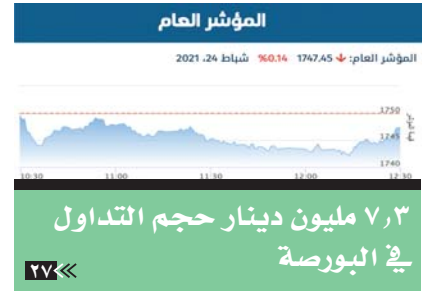 المؤشر العام
المؤشر العام: 1747.45 %0.14 شباط 24، 2021
1750
1745
1740
10:30 11:00 11:30 12:00 12:30
٧,٣ مليون دينار حجم التداول
في البورصة
٢٧